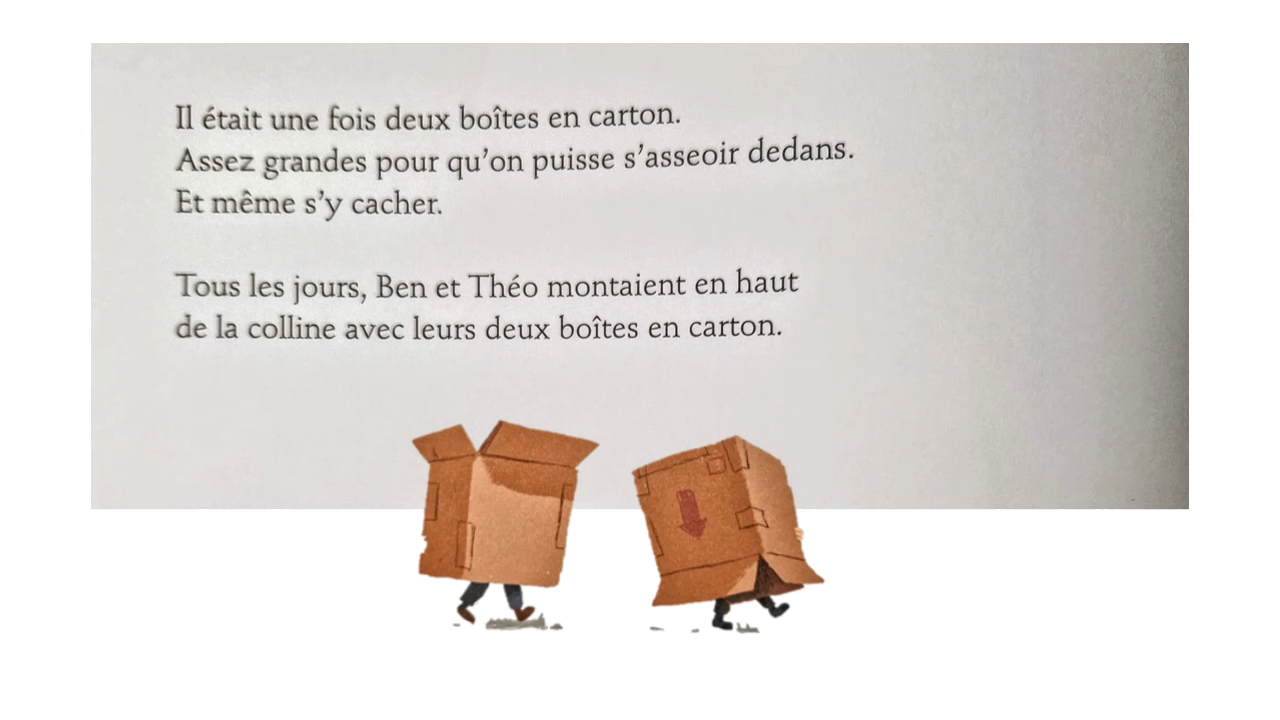 Il était une fois deux boîtes en carton.
Assez grandes pour qu'on puisse s'asseoir dedans.
Et même s'y cacher.
Tous les jours, Ben et Théo montaient en haut
de la colline avec leurs deux boîtes en carton.